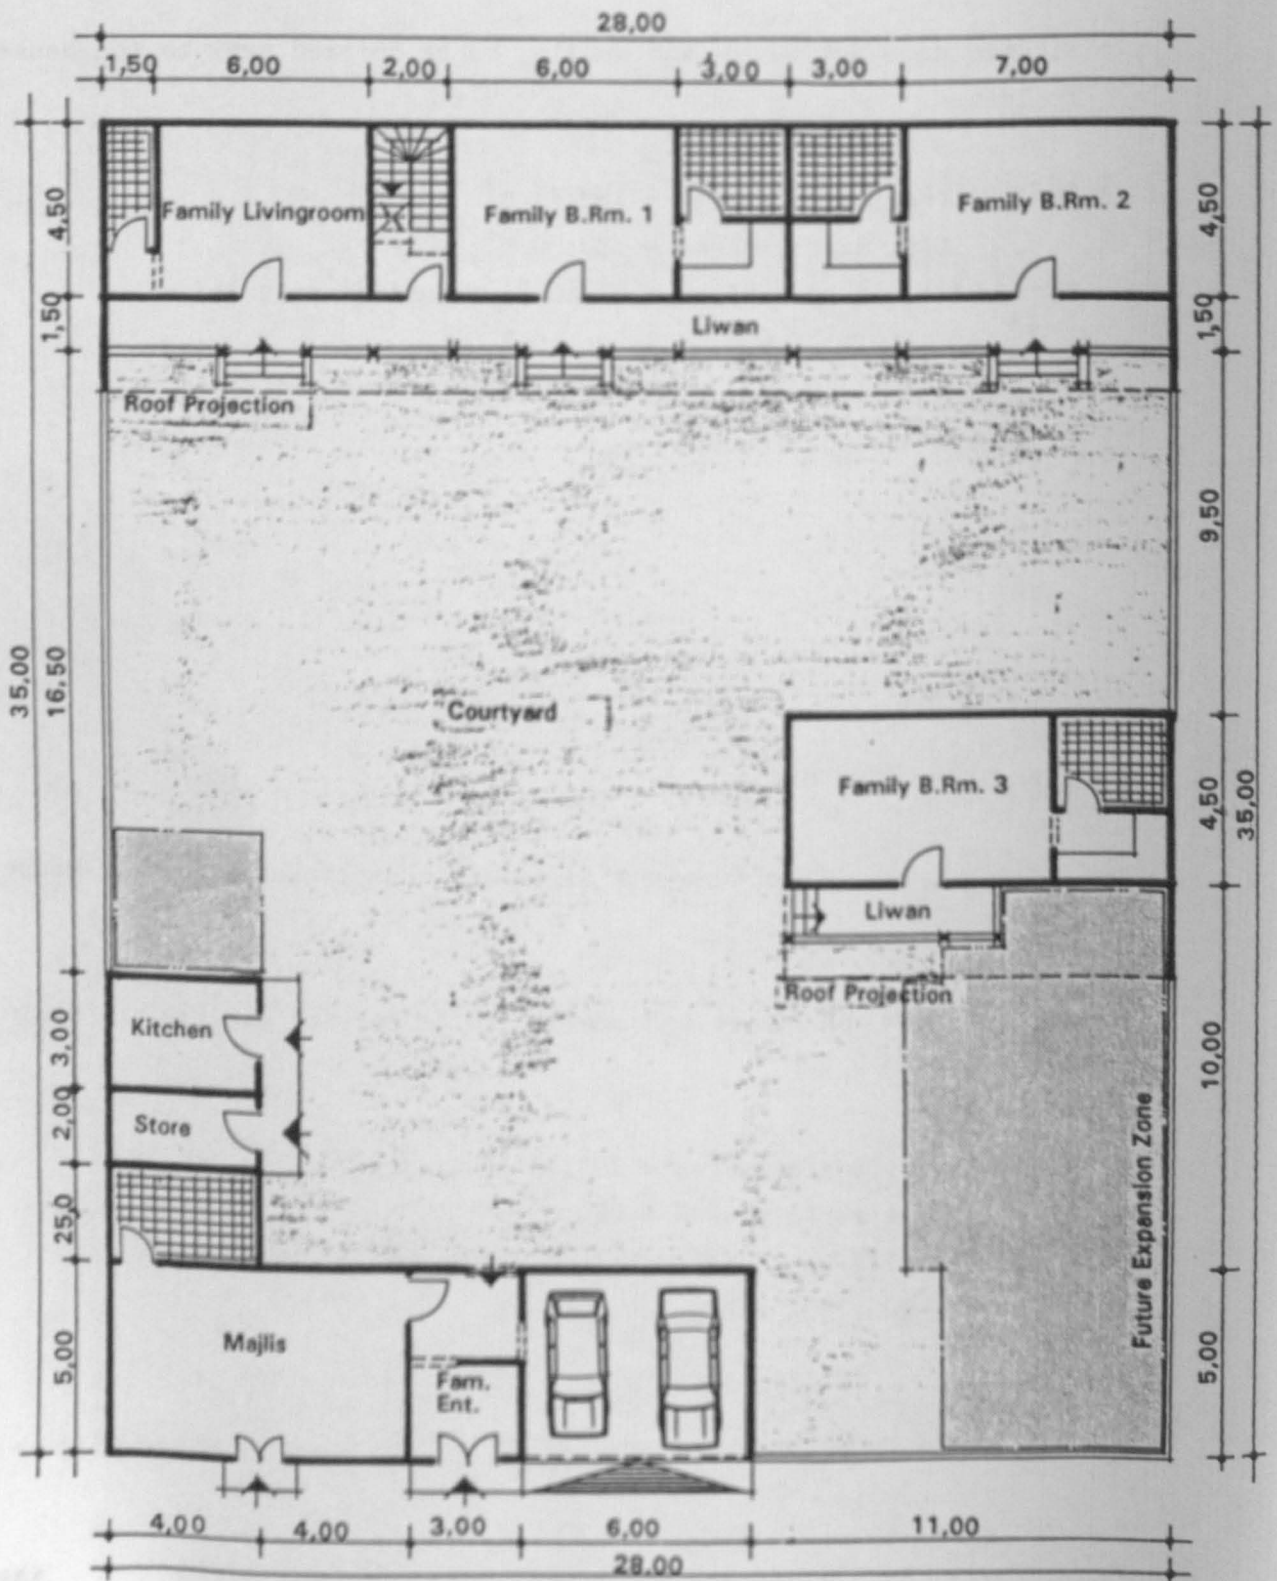 28,00
1,50 6,00 2,00 6,00 3,00 3,00 7,00
4,50
Family Livingroom
Family B.Rm. 1
Family B.Rm. 2
4,50
1,50
Liwan
1,50
Roof Projection
9,50
35,00
16,50
Courtyard
Family B.Rm. 3
4,50
35,00
Liwan
Roof Projection
Kitchen
3,00
10,00
Store
2,00
Future Expansion Zone
25,0
Majlis
5,00
Fam.
Ent.
5,00
4,00 4,00 3,00 6,00 11,00
28,00